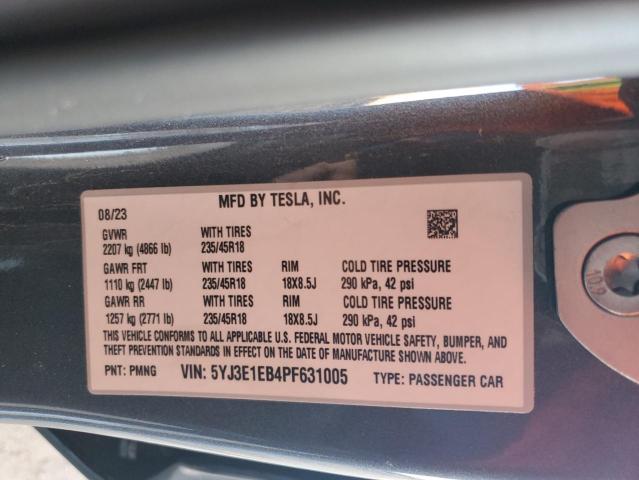 MFD BY TESLA, INC.
08/23
GVWR WITH TIRES
2207 kg (4866 lb) 235/45R18
GAWR FRT WITH TIRES RIM COLD TIRE PRESSURE
1110 kg (2447 lb) 235/45R18 18X8.5J 290 kPa, 42 psi
GAWR RR WITH TIRES RIM COLD TIRE PRESSURE
1257 kg (2771 lb) 235/45R18 18X8.5J 290 kPa, 42 psi
THIS VEHICLE CONFORMS TO ALL APPLICABLE U.S. FEDERAL MOTOR VEHICLE SAFETY, BUMPER, AND
THEFT PREVENTION STANDARDS IN EFFECT ON THE DATE OF MANUFACTURE SHOWN ABOVE.
PNT: PMNG VIN: 5YJ3E1EB4PF631005 TYPE: PASSENGER CAR
10.9